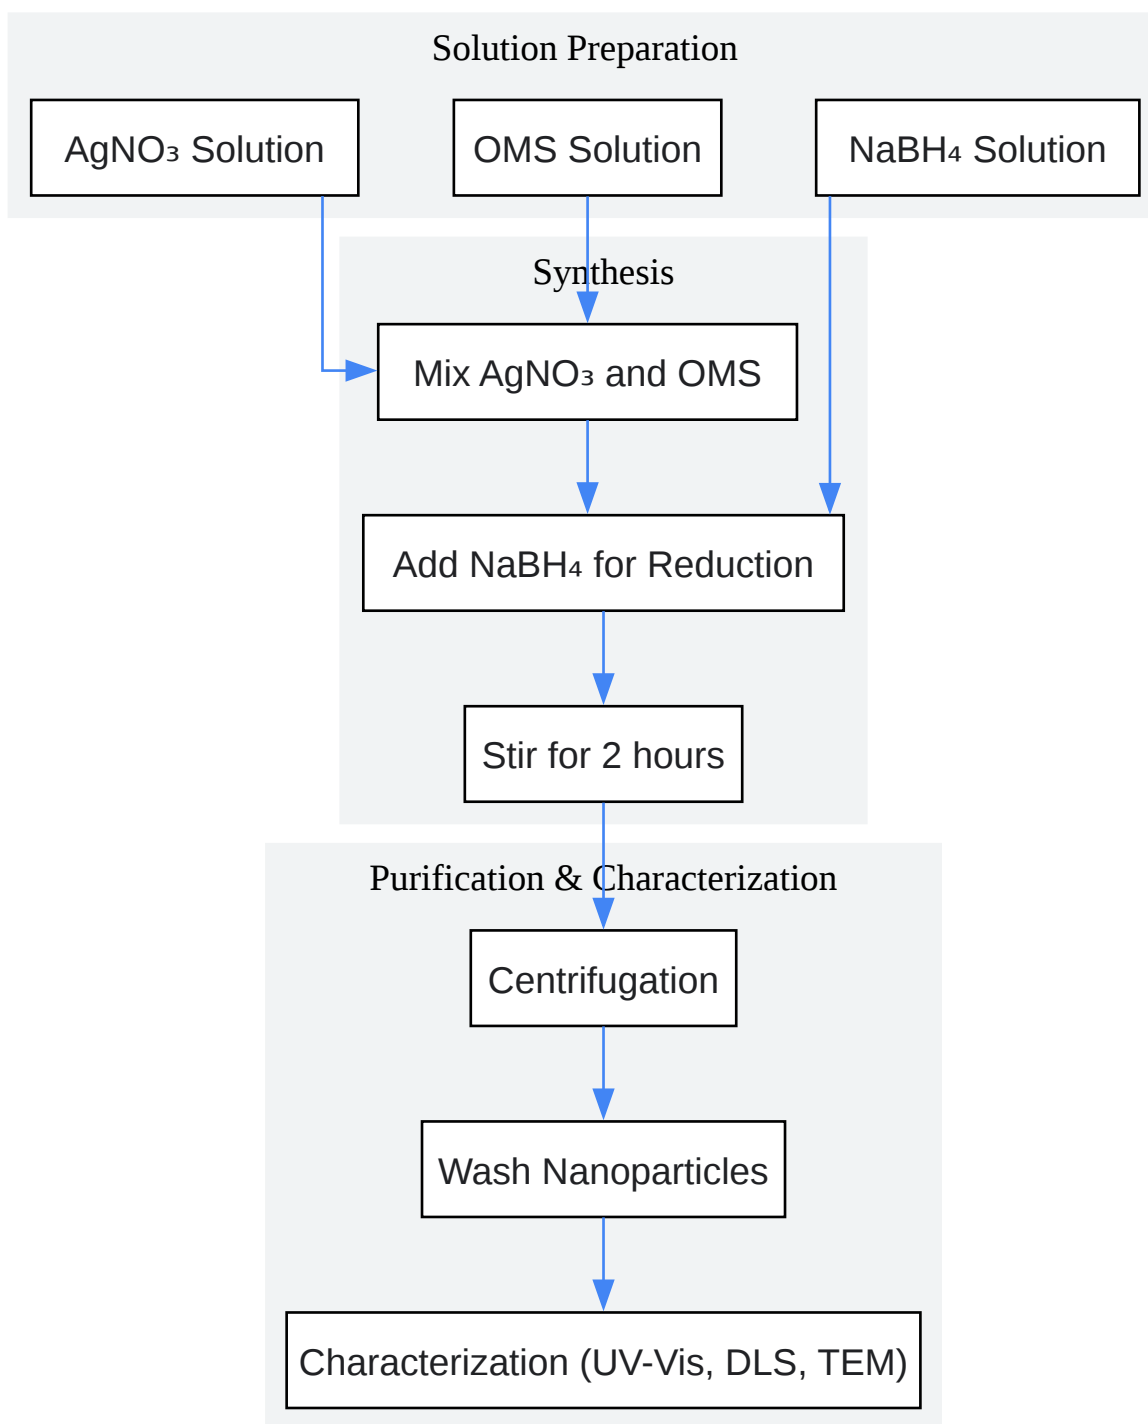 Solution Preparation
AgNO₃ Solution
OMS Solution
NaBH₄ Solution
Synthesis
Mix AgNO₃ and OMS
Add NaBH₄ for Reduction
Stir for 2 hours
Purification & Characterization
Centrifugation
Wash Nanoparticles
Characterization (UV-Vis, DLS, TEM)